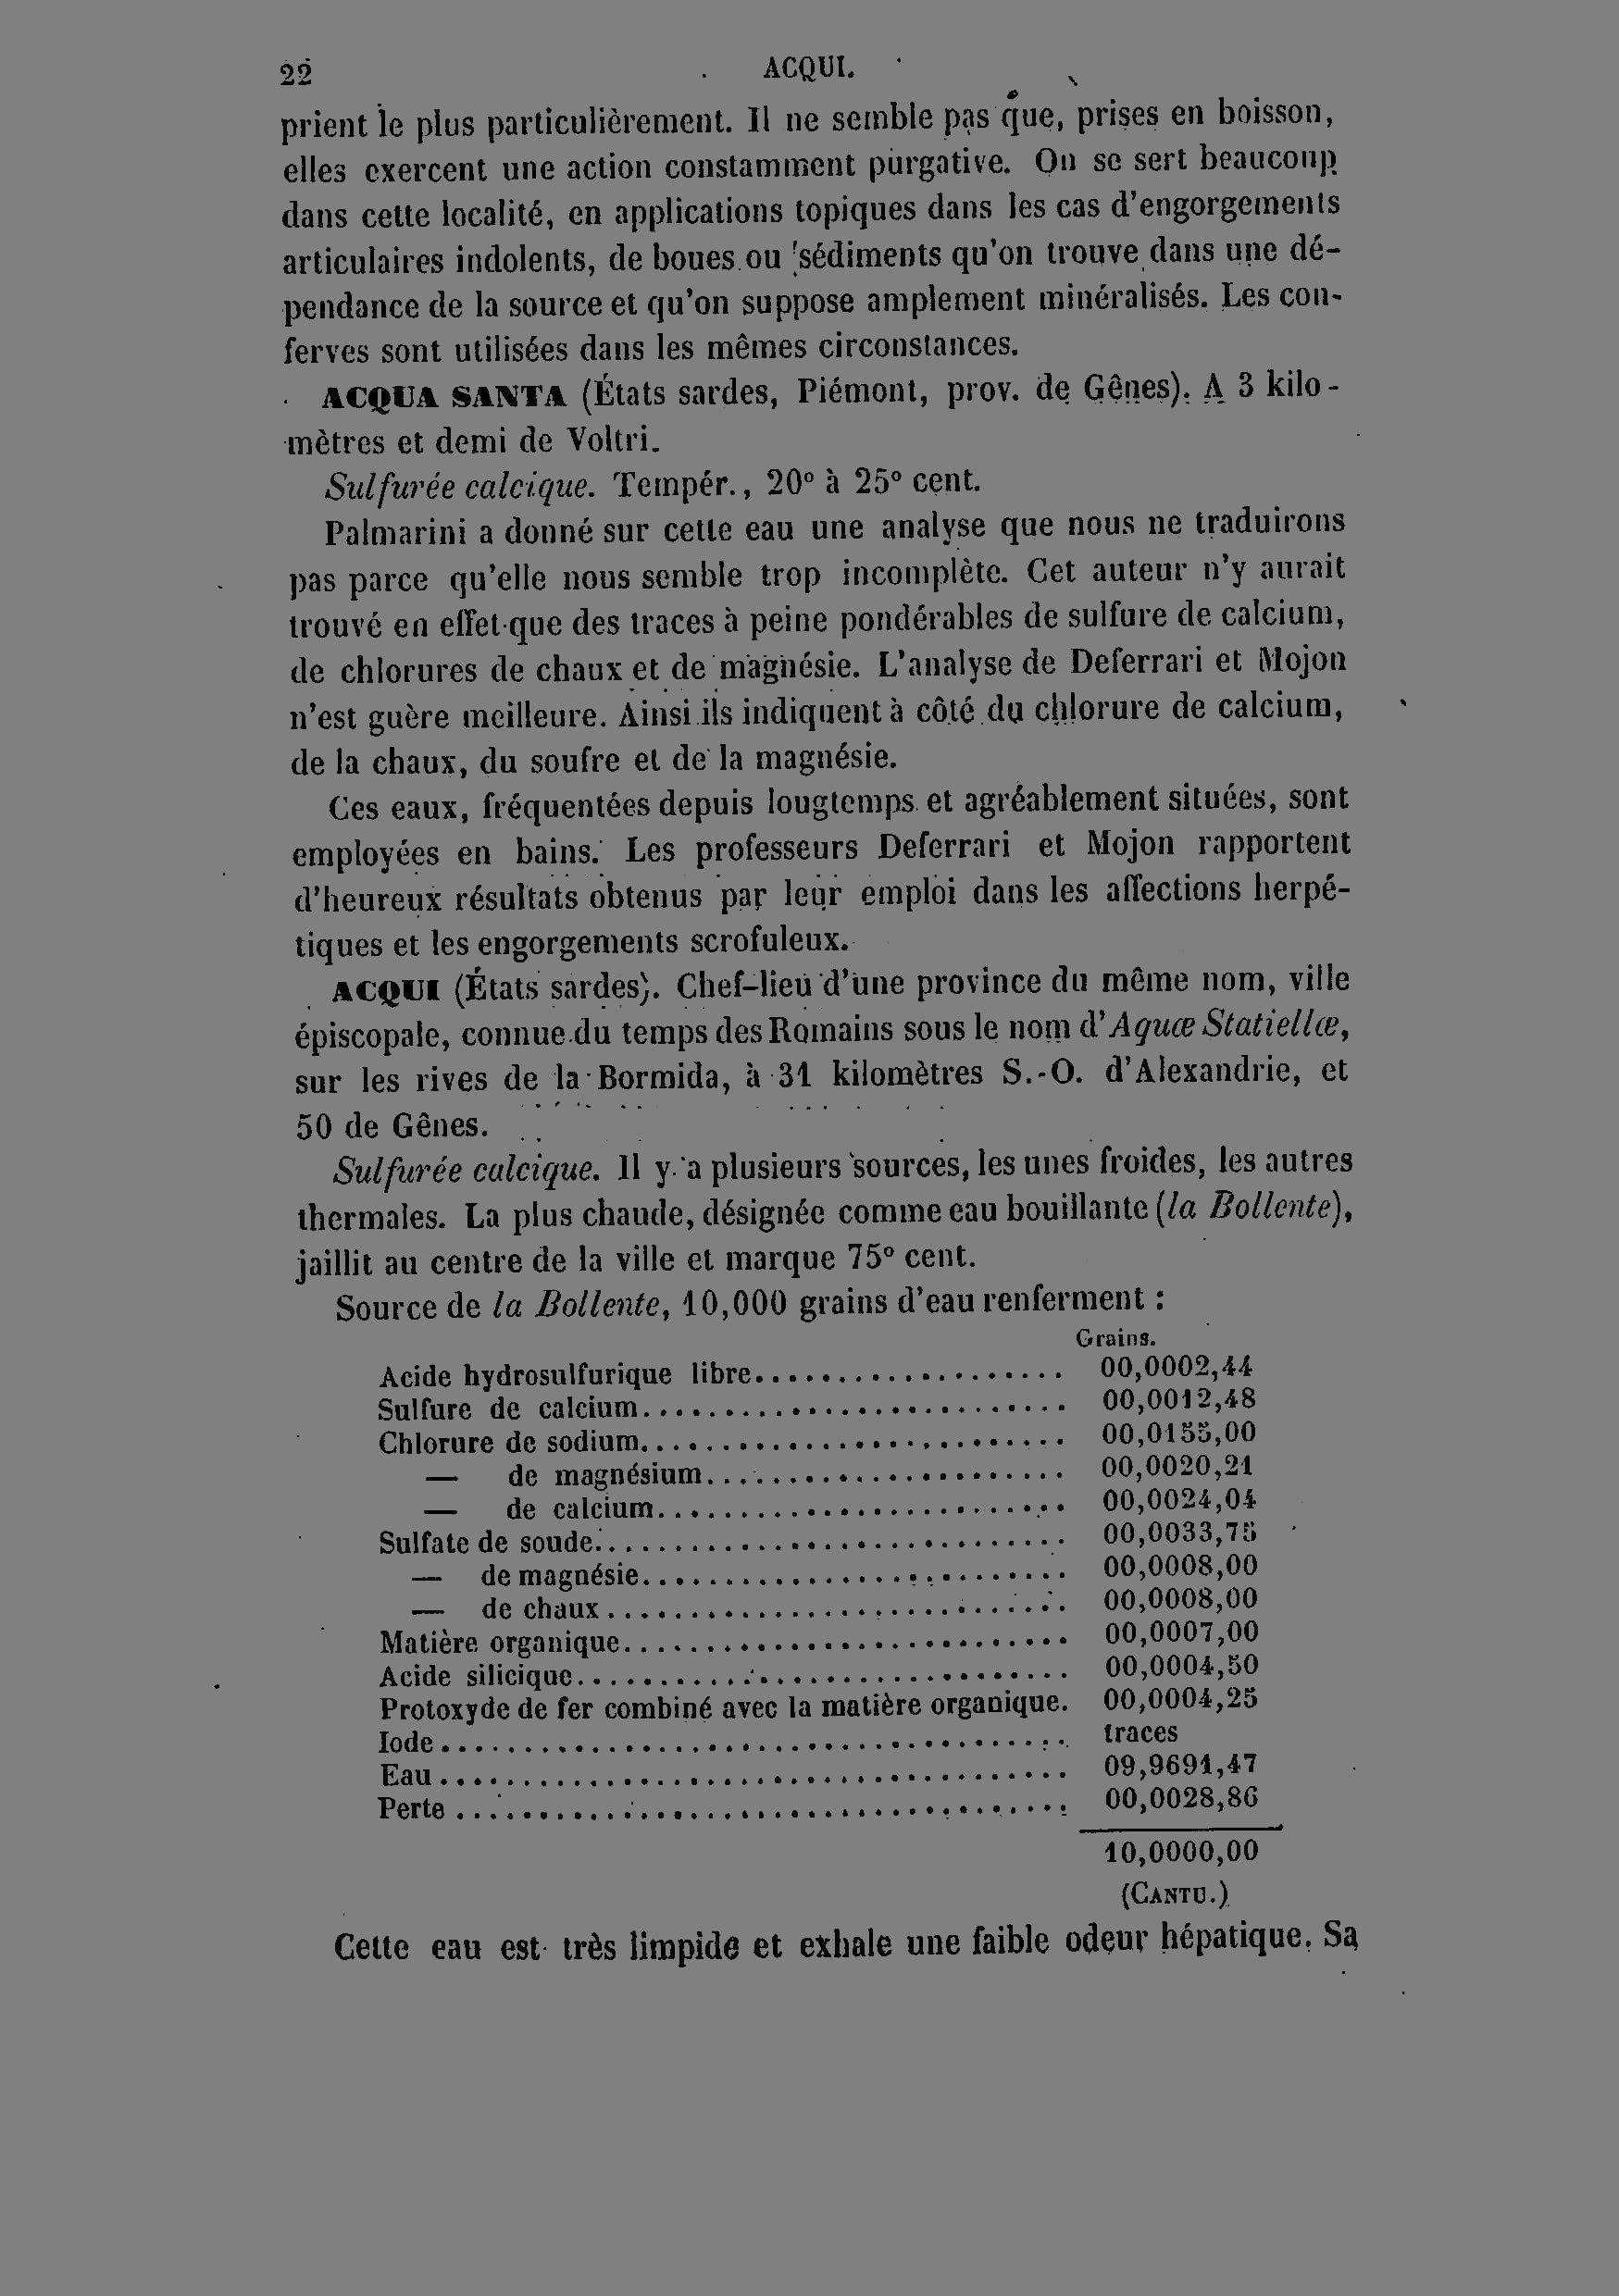 22 ACQUI.
prient le plus particulièrement. Il ne semble pas que, prises en boisson,
elles exercent une action constamment purgative. On se sert beaucoup
dans cette localité, en applications topiques dans les cas d'engorgements
articulaires indolents, de boues ou sédiments qu'on trouve dans une dé-
pendance de la source et qu'on suppose amplement minéralisés. Les con-
ferves sont utilisées dans les mêmes circonstances.
ACQUA SANTA (États sardes, Piémont, prov. de Gênes). A 3 kilo-
mètres et demi de Voltri.
Sulfurée calcique. Tempér., 20° à 25° cent.
Palmarini a donné sur cette eau une analyse que nous ne traduirons
pas parce qu'elle nous semble trop incomplète. Cet auteur n'y aurait
trouvé en effet que des traces à peine pondérables de sulfure de calcium,
de chlorures de chaux et de magnésie. L'analyse de Deferrari et Mojon
n'est guère meilleure. Ainsi ils indiquent à côté du chlorure de calcium,
de la chaux, du soufre et de la magnésie.
Ces eaux, fréquentées depuis lougtemps et agréablement situées, sont
employées en bains. Les professeurs Deferrari et Mojon rapportent
d'heureux résultats obtenus par leur emploi dans les affections herpé-
tiques et les engorgements scrofuleux.
ACQUI (États sardes). Chef-lieu d'une province du même nom, ville
épiscopale, connue du temps des Romains sous le nom d'Aquæ Statiellæ,
sur les rives de la Bormida, à 31 kilomètres S.-O. d'Alexandrie, et
50 de Gênes.
Sulfurée calcique. Il y a plusieurs sources, les unes froides, les autres
thermales. La plus chaude, désignée comme eau bouillante (la Bollente),
jaillit au centre de la ville et marque 75° cent.
Source de la Bollente, 10,000 grains d'eau renferment :
Grains.
Acide hydrosulfurique libre................... 00,0002,44
Sulfure de calcium.......................... 00,0012,48
Chlorure de sodium.......................... 00,0155,00
— de magnésium...................... 00,0020,21
— de calcium......................... 00,0024,04
Sulfate de soude............................. 00,0033,75
— de magnésie.......................... 00,0008,00
— de chaux............................ 00,0008,00
Matière organique........................... 00,0007,00
Acide silicique.............................. 00,0004,50
Protoxyde de fer combiné avec la matière organique. 00,0004,25
Iode...................................... traces
Eau...................................... 09,9691,47
Perte..................................... 00,0028,86
10,0000,00
(CANTU.)
Cette eau est très limpide et exhale une faible odeur hépatique. Sa